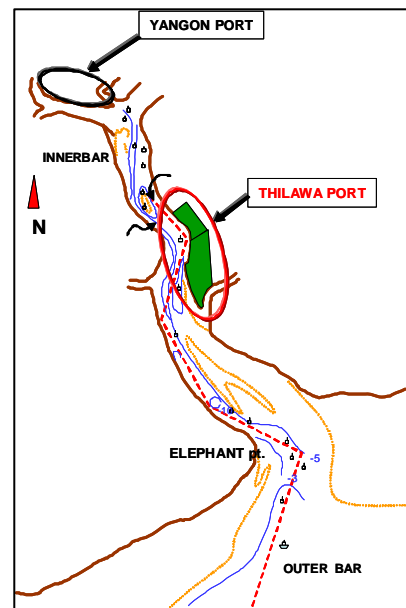 YANGON PORT
INNERBAR
THILAWA PORT
N
ELEPHANT pt.
-5
OUTER BAR